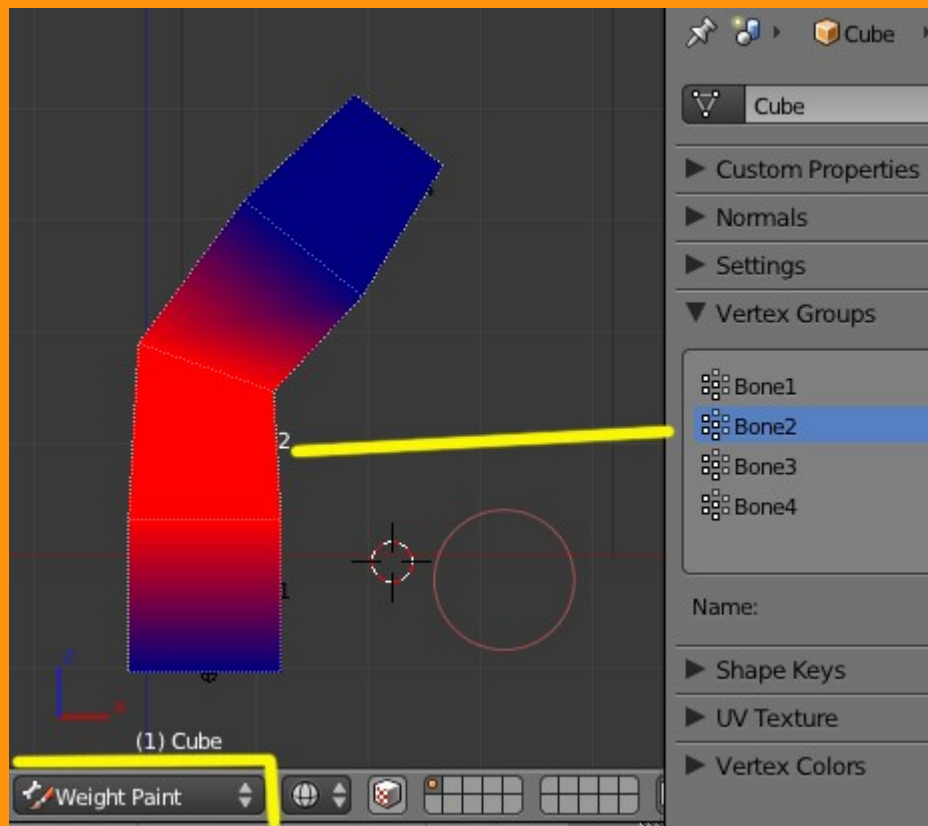 Cube
Cube
Custom Properties
Normals
Settings
Vertex Groups
Bone1
Bone2
Bone3
Bone4
Name:
Shape Keys
UV Texture
Vertex Colors
2
1
z
x
(1) Cube
Weight Paint